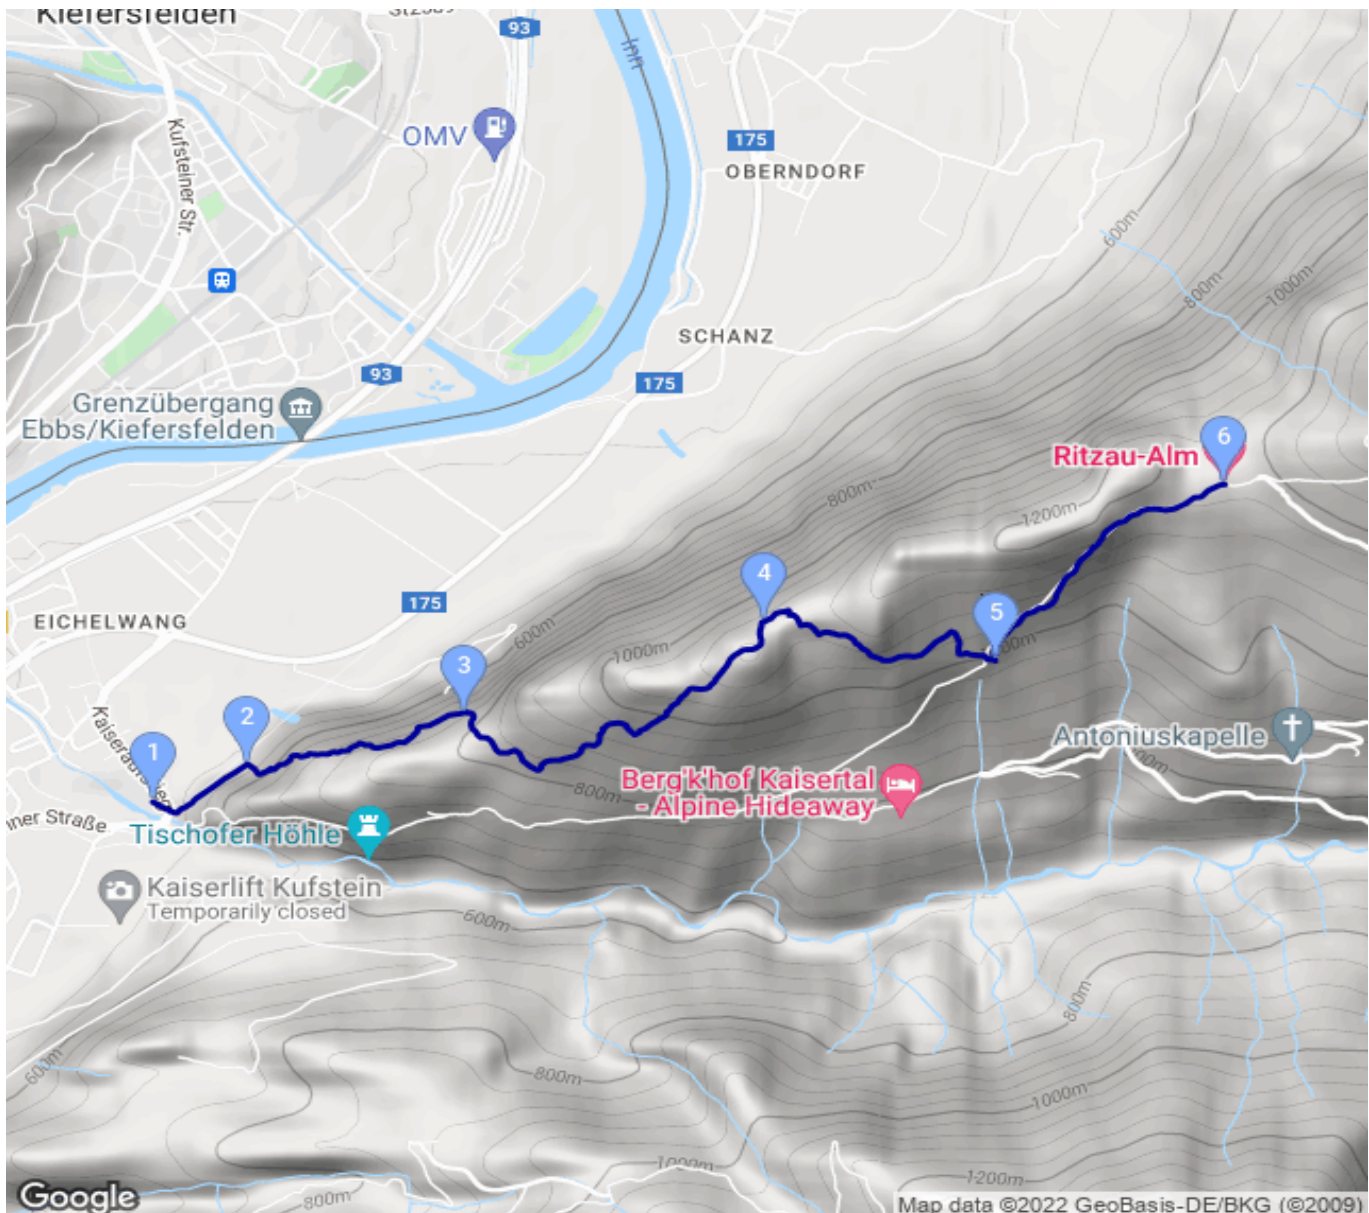 Kiefersfelden
93
Inn
Kufsteiner Str.
OMV
175
OBERNDORF
600m
800m
1000m
SCHANZ
93
175
Grenzübergang
Ebbs/Kiefersfelden
6
Ritzau-Alm
800m
1200m
4
175
EICHELWANG
600m
5
1000m
3
2
1
Antoniuskapelle
Berg'k'hof Kaisertal
- Alpine Hideaway
800m
Tischofer Höhle
Kaiserlift Kufstein
Temporarily closed
600m
800m
600m
800m
1000m
1000m
1200m
800m
Google
Map data ©2022 GeoBasis-DE/BKG (©2009)